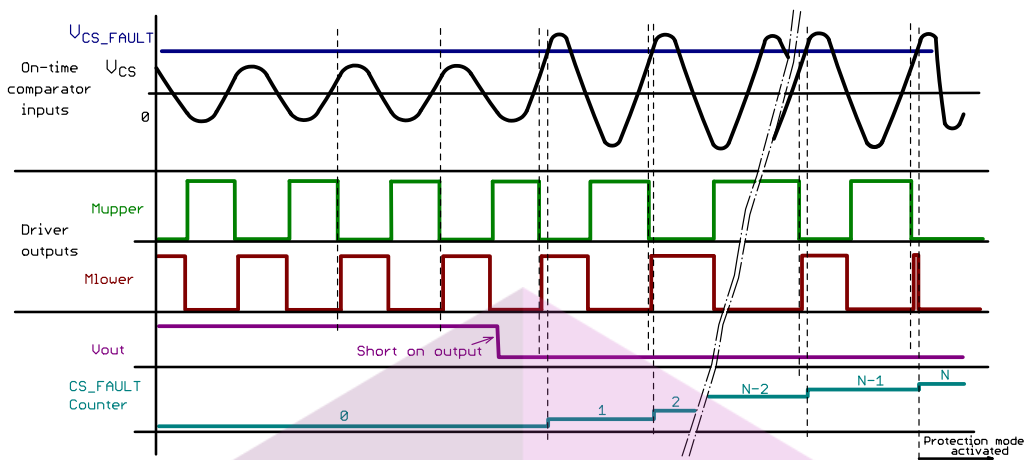 VCS_FAULT
On-time
comparator
inputs
VCS
0
Mupper
Driver
outputs
Mlower
Vout
Short on output
CS_FAULT
Counter
0
1
2
N-2
N-1
N
Protection mode
activated